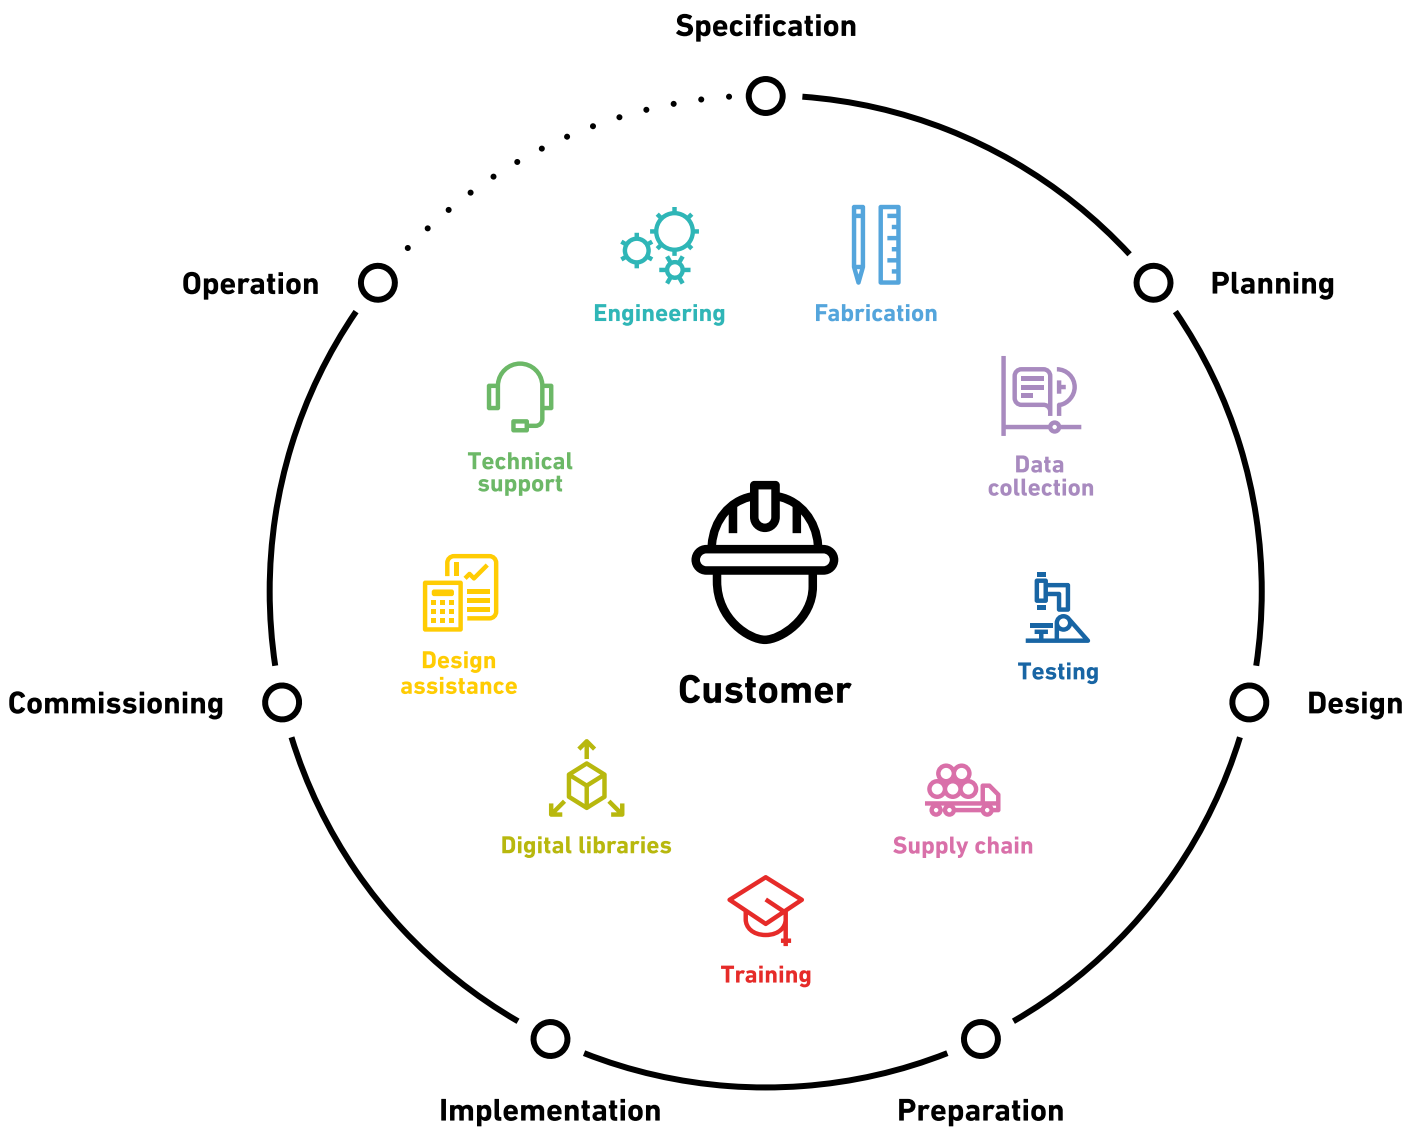 Specification
Operation
Planning
Engineering
Fabrication
Technical
support
Data
collection
Design
assistance
Testing
Customer
Commissioning
Design
Digital libraries
Supply chain
Training
Implementation
Preparation